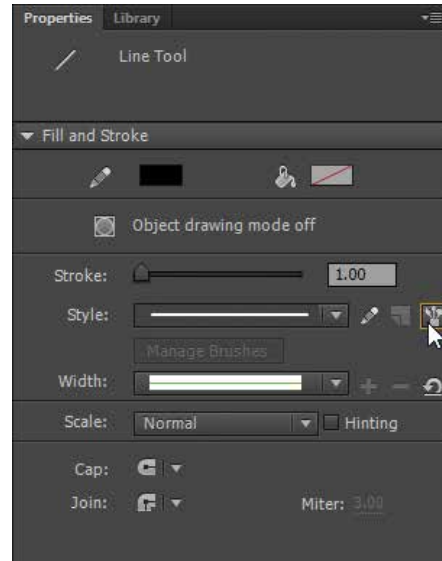 Properties Library
Line Tool
Fill and Stroke
Object drawing mode off
Stroke: 1.00
Style:
Manage Brushes
Width:
Scale: Normal Hinting
Cap:
Join: Miter: 3.00